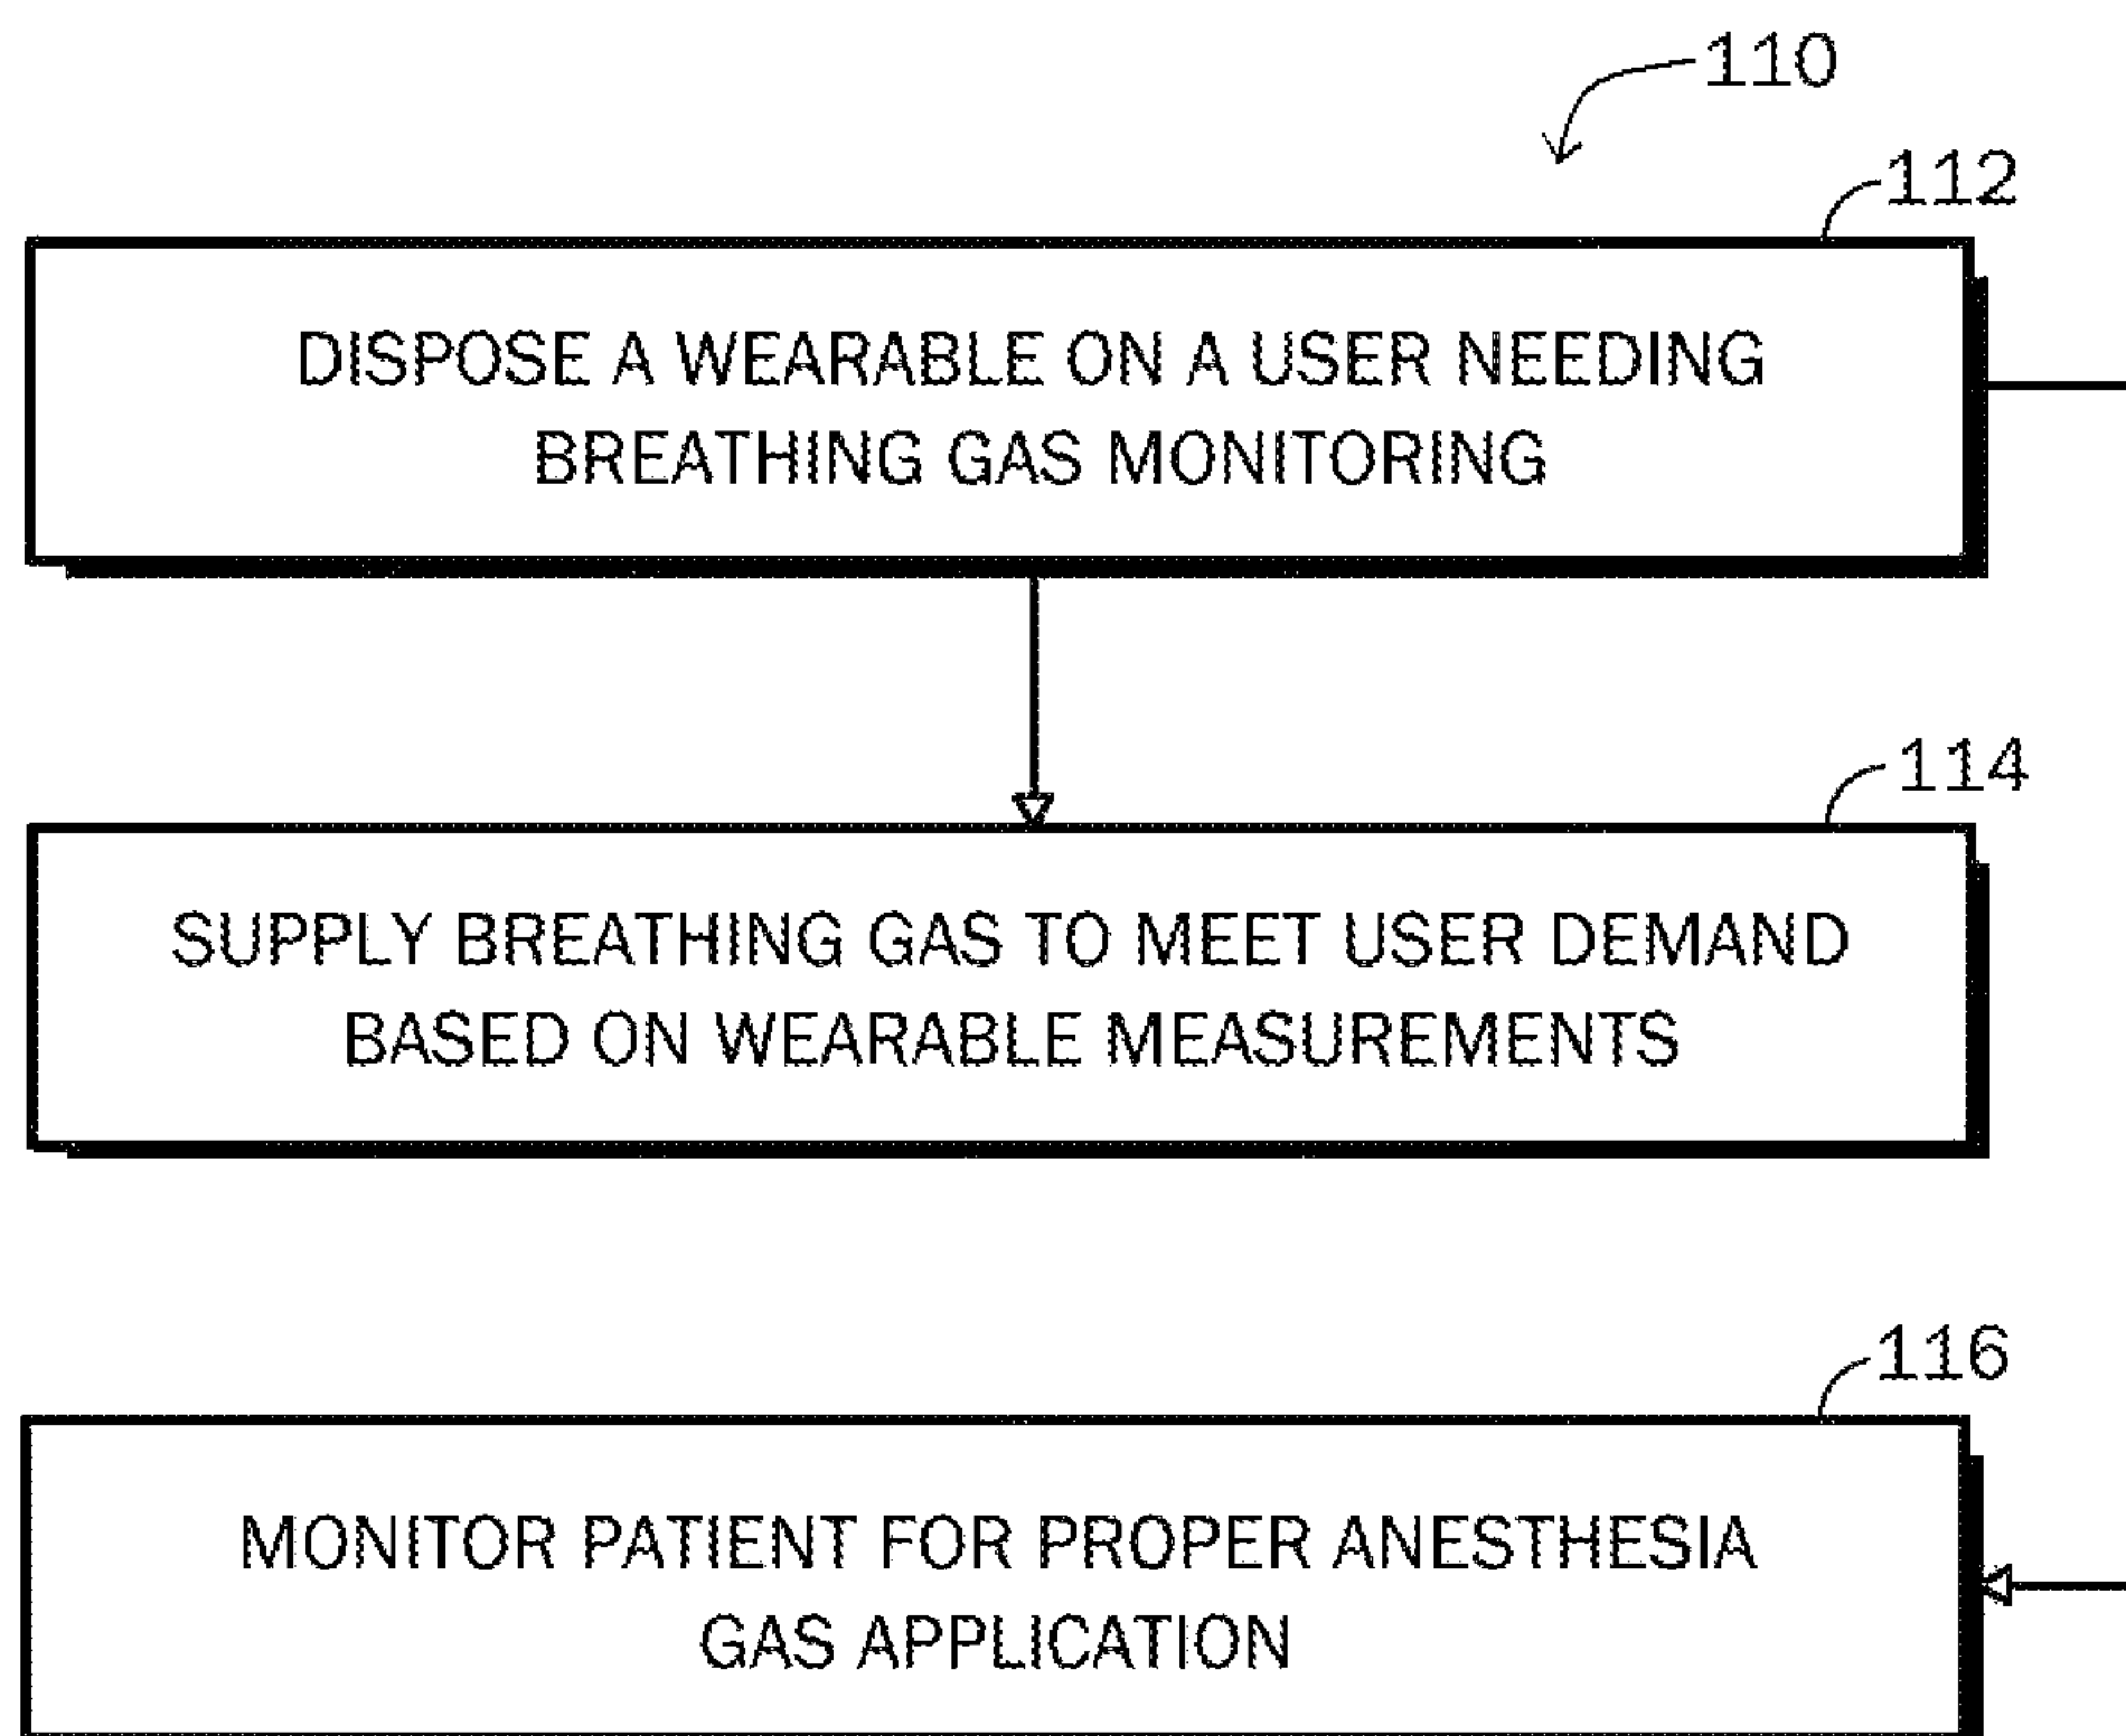 110
112
DISPOSE A WEARABLE ON A USER NEEDING
BREATHING GAS MONITORING
114
SUPPLY BREATHING GAS TO MEET USER DEMAND
BASED ON WEARABLE MEASUREMENTS
116
MONITOR PATIENT FOR PROPER ANESTHESIA
GAS APPLICATION